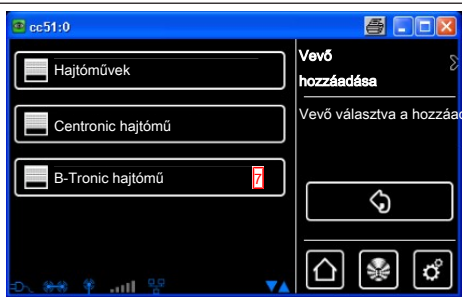 cc51:0
Hajtóművek
Centronic hajtómű
B-Tronic hajtómű 7
Vevő
hozzáadása
Vevő választva a hozzáad